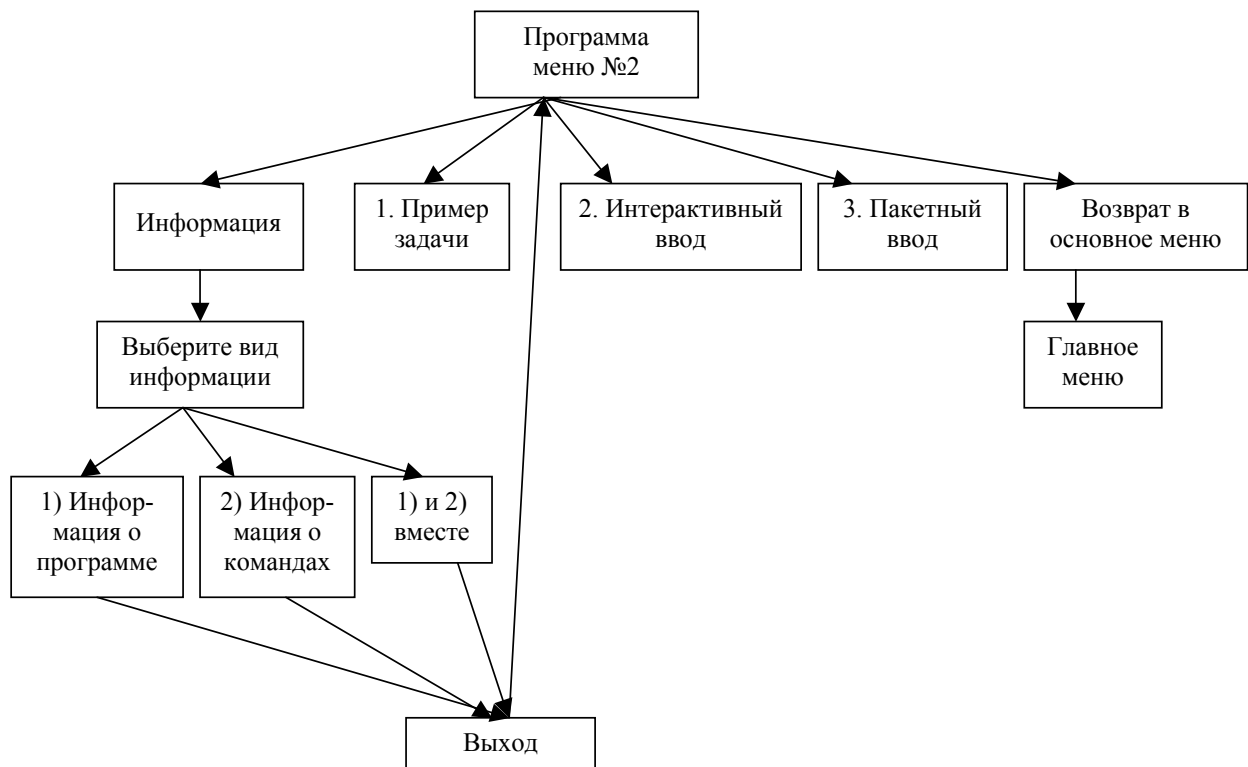 Программа
меню №2
Информация
1. Пример
задачи
2. Интерактивный
ввод
3. Пакетный
ввод
Возврат в
основное меню
Выберите вид
информации
Главное
меню
1) Инфор-
мация о
программе
2) Инфор-
мация о
командах
1) и 2)
вместе
Выход